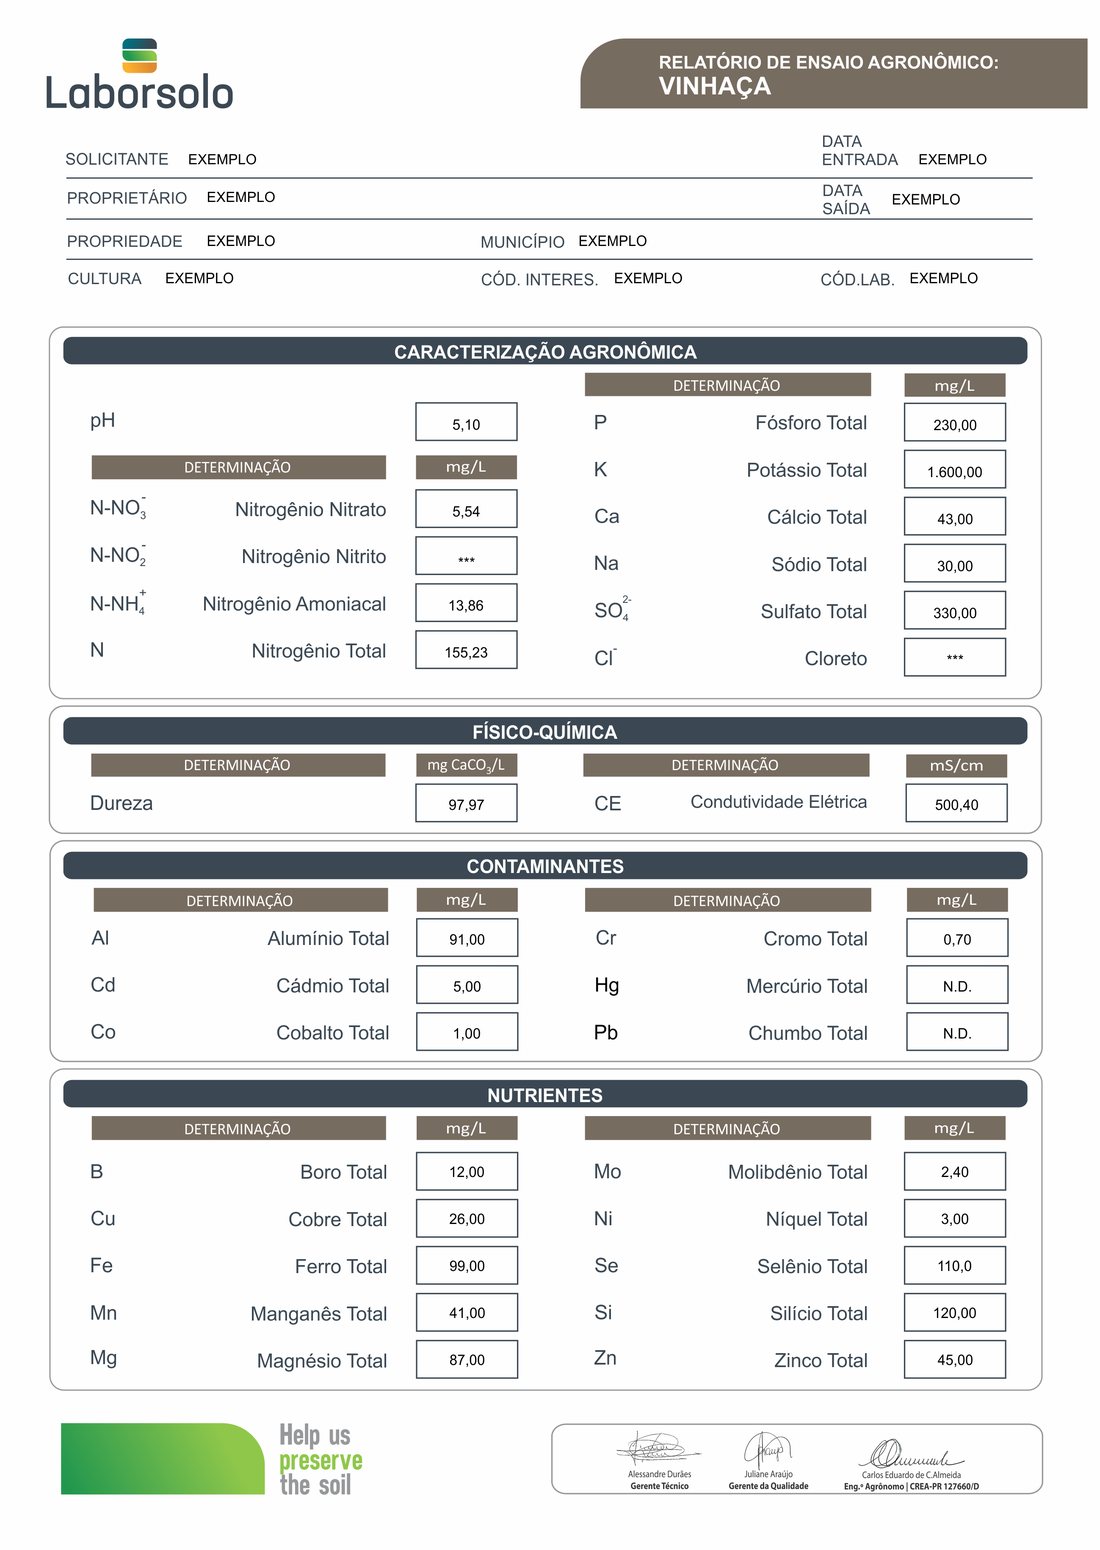 Laborsolo
RELATÓRIO DE ENSAIO AGRONÔMICO:
VINHAÇA
SOLICITANTE EXEMPLO
DATA
ENTRADA EXEMPLO
PROPRIETÁRIO EXEMPLO
DATA
SAÍDA EXEMPLO
PROPRIEDADE EXEMPLO MUNICÍPIO EXEMPLO
CULTURA EXEMPLO CÓD. INTERES. EXEMPLO CÓD.LAB. EXEMPLO
CARACTERIZAÇÃO AGRONÔMICA
pH 5,10
DETERMINAÇÃO mg/L
N-NO3- Nitrogênio Nitrato 5,54
N-NO2- Nitrogênio Nitrito ***
N-NH4+ Nitrogênio Amoniacal 13,86
N Nitrogênio Total 155,23
DETERMINAÇÃO mg/L
P Fósforo Total 230,00
K Potássio Total 1.600,00
Ca Cálcio Total 43,00
Na Sódio Total 30,00
SO4 2- Sulfato Total 330,00
Cl- Cloreto ***
FÍSICO-QUÍMICA
DETERMINAÇÃO mg CaCO3/L DETERMINAÇÃO mS/cm
Dureza 97,97 CE Condutividade Elétrica 500,40
CONTAMINANTES
DETERMINAÇÃO mg/L DETERMINAÇÃO mg/L
Al Alumínio Total 91,00 Cr Cromo Total 0,70
Cd Cádmio Total 5,00 Hg Mercúrio Total N.D.
Co Cobalto Total 1,00 Pb Chumbo Total N.D.
NUTRIENTES
DETERMINAÇÃO mg/L DETERMINAÇÃO mg/L
B Boro Total 12,00 Mo Molibdênio Total 2,40
Cu Cobre Total 26,00 Ni Níquel Total 3,00
Fe Ferro Total 99,00 Se Selênio Total 110,0
Mn Manganês Total 41,00 Si Silício Total 120,00
Mg Magnésio Total 87,00 Zn Zinco Total 45,00
Help us
preserve
the soil
Alessandre Durães
Gerente Técnico
Juliane Araújo
Gerente da Qualidade
Carlos Eduardo de C.Almeida
Eng.º Agrônomo | CREA-PR 127660/D